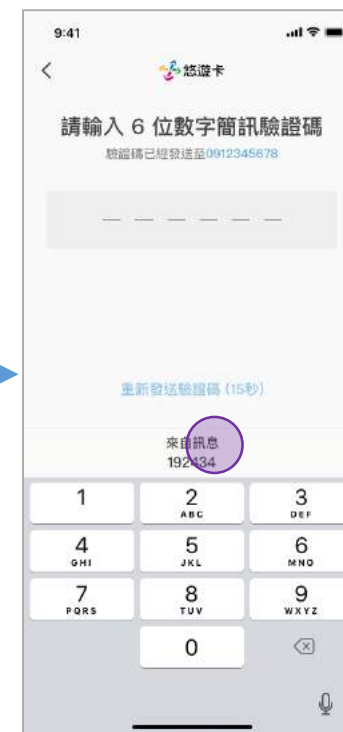 9:41
悠遊卡
請輸入 6 位數字簡訊驗證碼
驗證碼已經發送至0912345678
重新發送驗證碼 (15秒)
來自訊息
192434
1
2
ABC
3
DEF
4
GHI
5
JKL
6
MNO
7
PQRS
8
TUV
9
WXYZ
0